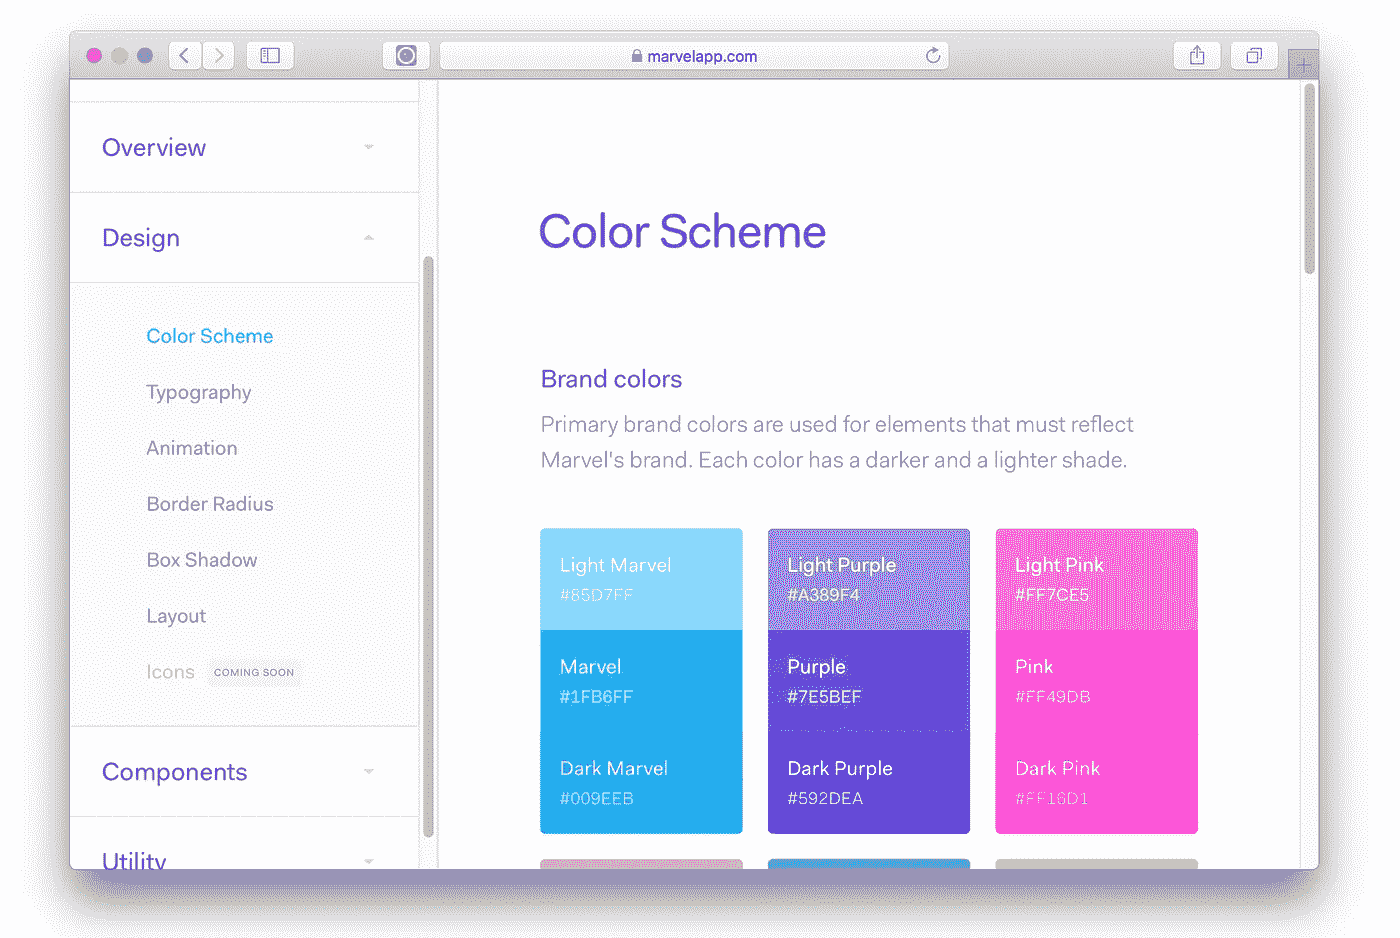 marvelapp.com
Overview
Design
Color Scheme
Typography
Animation
Border Radius
Box Shadow
Layout
Icons COMING SOON
Components
Utility
Color Scheme
Brand colors
Primary brand colors are used for elements that must reflect
Marvel's brand. Each color has a darker and a lighter shade.
Light Marvel
#85D7FF
Marvel
#1FB6FF
Dark Marvel
#009EEB
Light Purple
#A389F4
Purple
#7E5BEF
Dark Purple
#592DEA
Light Pink
#FF7CE5
Pink
#FF49DB
Dark Pink
#FF16D1